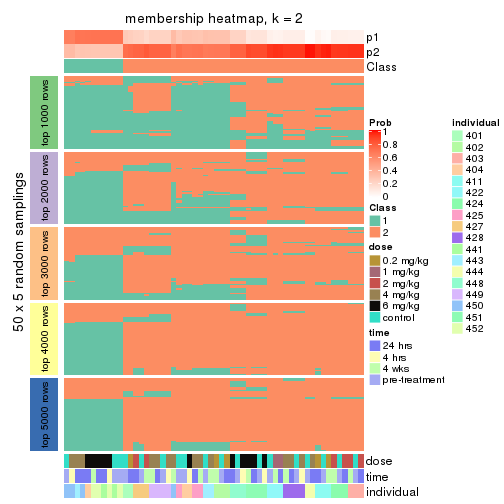 membership heatmap, k = 2
p1
p2
Class
50 x 5 random samplings
top 1000 rows
top 2000 rows
top 3000 rows
top 4000 rows
top 5000 rows
dose
time
individual
Prob
1
0.8
0.6
0.4
0.2
0
Class
1
2
dose
0.2 mg/kg
1 mg/kg
2 mg/kg
4 mg/kg
6 mg/kg
control
time
24 hrs
4 hrs
4 wks
pre-treatment
individual
401
402
403
404
411
422
424
425
427
428
441
443
444
448
449
450
451
452